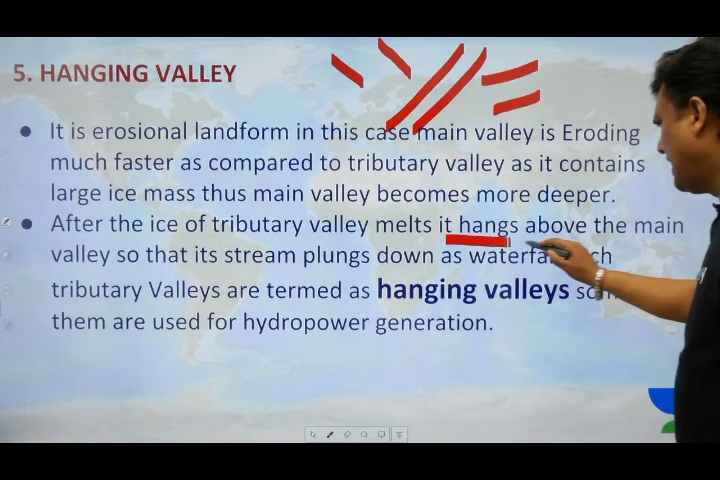 5. HANGING VALLEY
● It is erosional landform in this case main valley is Eroding
much faster as compared to tributary valley as it contains
large ice mass thus main valley becomes more deeper.
● After the ice of tributary valley melts it hangs above the main
valley so that its stream plungs down as
tributary Valleys are termed as hanging valleys
them are used for hydropower generation.